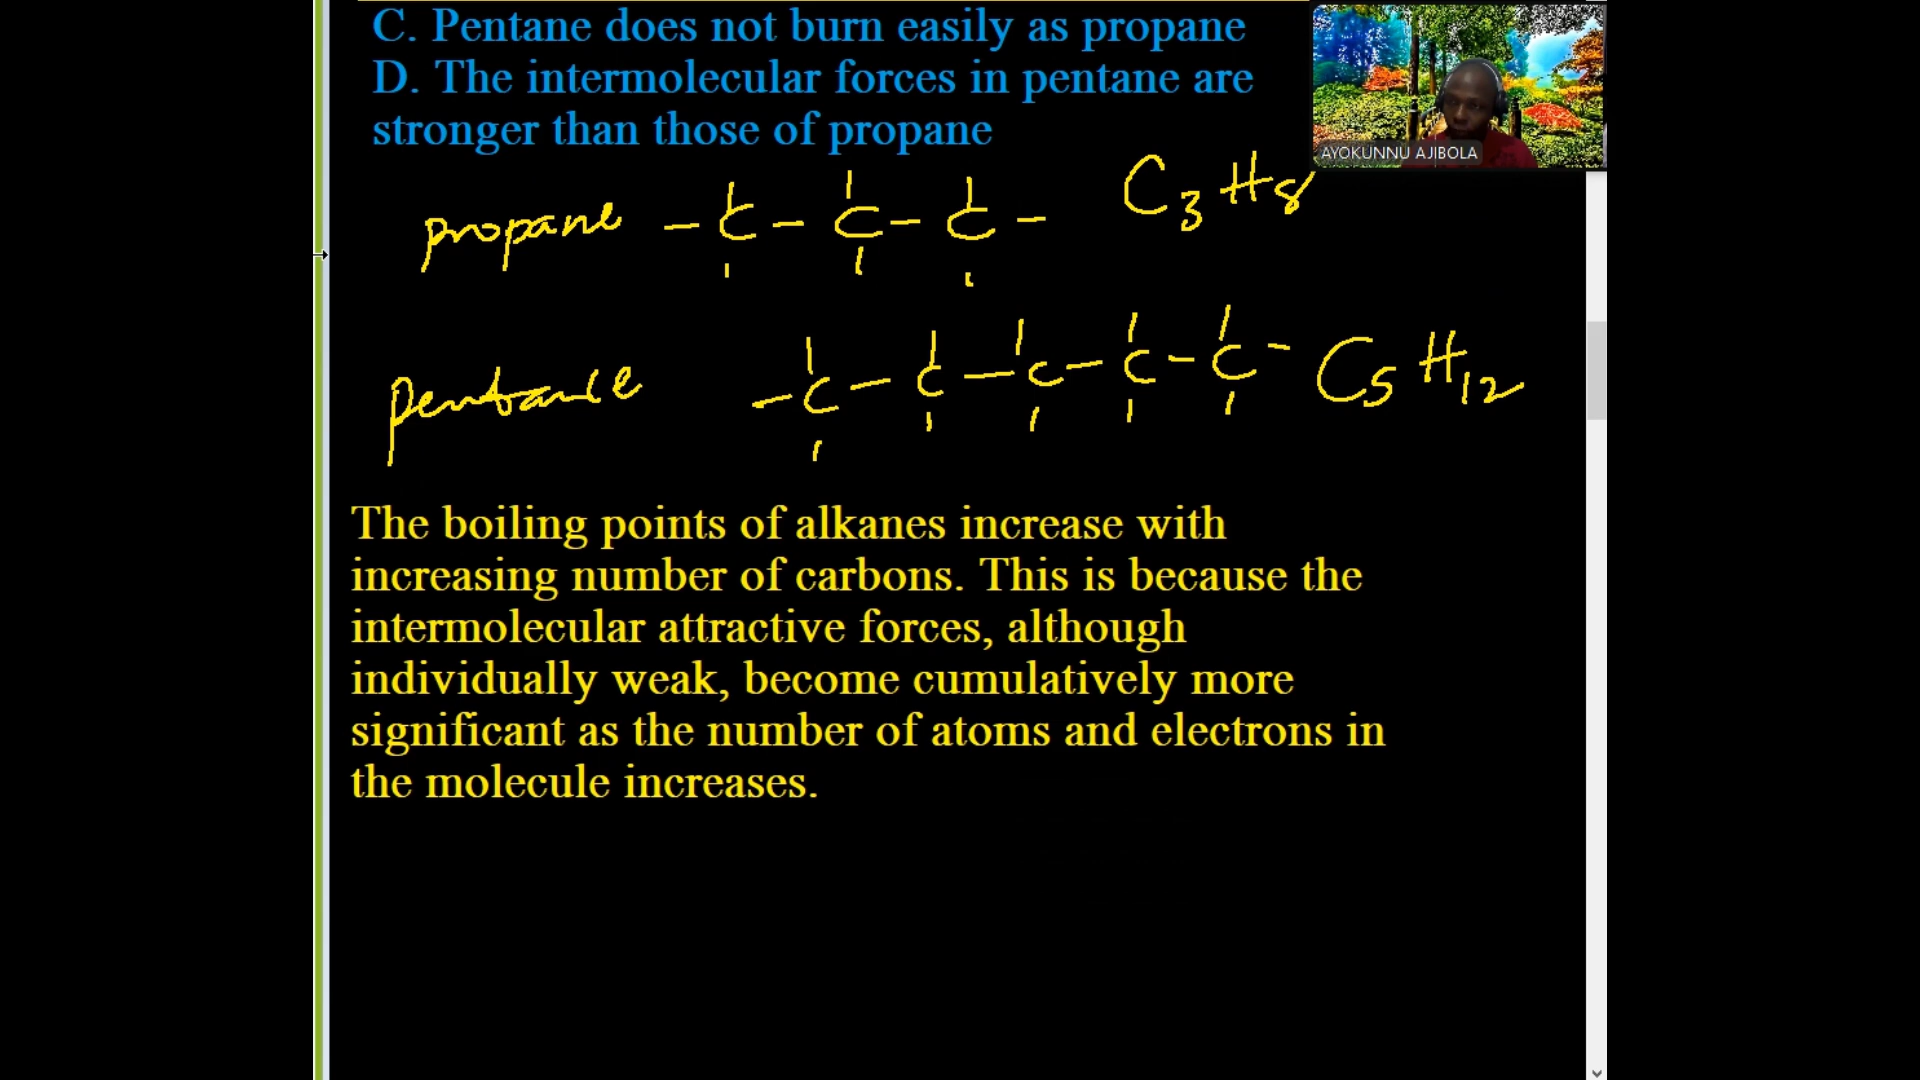 C. Pentane does not burn easily as propane
D. The intermolecular forces in pentane are
stronger than those of propane
AYOKUNNU AJIBOLA
propane - C - C - C - C3H8
pentane - C - C - C - C - C - C5H12
The boiling points of alkanes increase with
increasing number of carbons. This is because the
intermolecular attractive forces, although
individually weak, become cumulatively more
significant as the number of atoms and electrons in
the molecule increases.